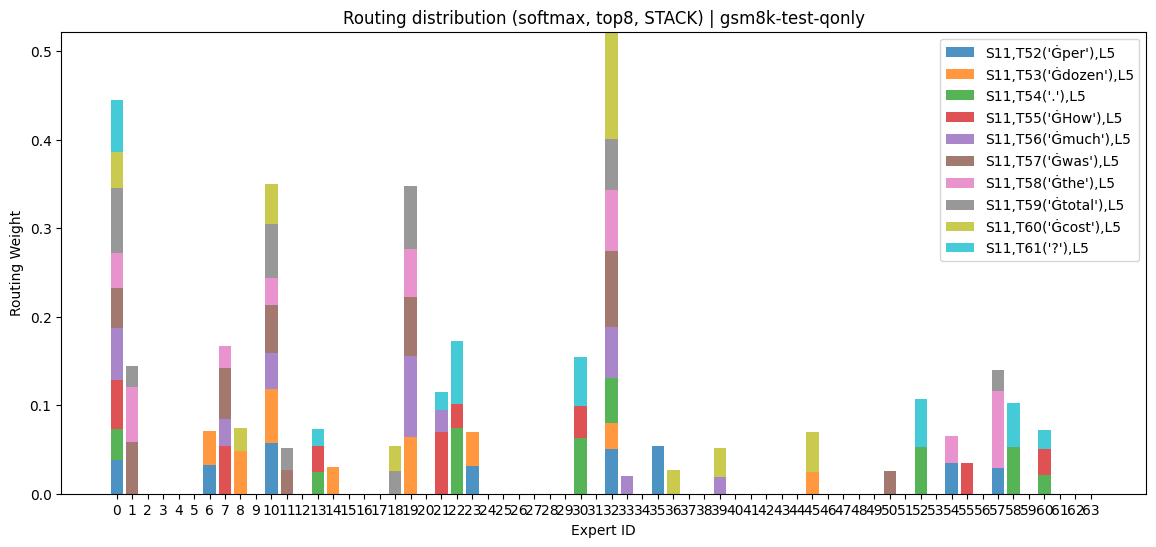 Routing distribution (softmax, top8, STACK) | gsm8k-test-qonly
0.5
0.4
0.3
0.2
0.1
0.0
Routing Weight
S11,T52('Ġper'),L5
S11,T53('Ġdozen'),L5
S11,T54('.'),L5
S11,T55('ĠHow'),L5
S11,T56('Ġmuch'),L5
S11,T57('Ġwas'),L5
S11,T58('Ġthe'),L5
S11,T59('Ġtotal'),L5
S11,T60('Ġcost'),L5
S11,T61('?'),L5
0 1 2 3 4 5 6 7 8 9 10 11 12 13 14 15 16 17 18 19 20 21 22 23 24 25 26 27 28 29 30 31 32 33 34 35 36 37 38 39 40 41 42 43 44 45 46 47 48 49 50 51 52 53 54 55 56 57 58 59 60 61 62 63
Expert ID